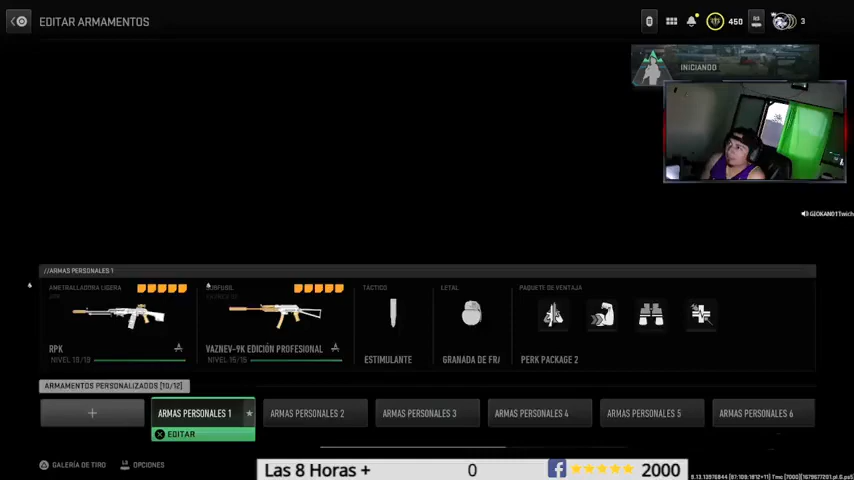 EDITAR ARMAMENTOS
450
3
INICIANDO
GIOKAN01Twich
//ARMAS PERSONALES 1
AMETRALLADORA LIGERA
SUBFUSIL
TÁCTICO
LETAL
PAQUETE DE VENTAJA
RPK
NIVEL 19/19
VAZNEV-9K EDICIÓN PROFESIONAL
NIVEL 15/15
ESTIMULANTE
GRANADA DE FRA
PERK PACKAGE 2
ARMAMENTOS PERSONALIZADOS [10/12]
ARMAS PERSONALES 1
ARMAS PERSONALES 2
ARMAS PERSONALES 3
ARMAS PERSONALES 4
ARMAS PERSONALES 5
ARMAS PERSONALES 6
EDITAR
GALERÍA DE TIRO
OPCIONES
Las 8 Horas +
0
2000